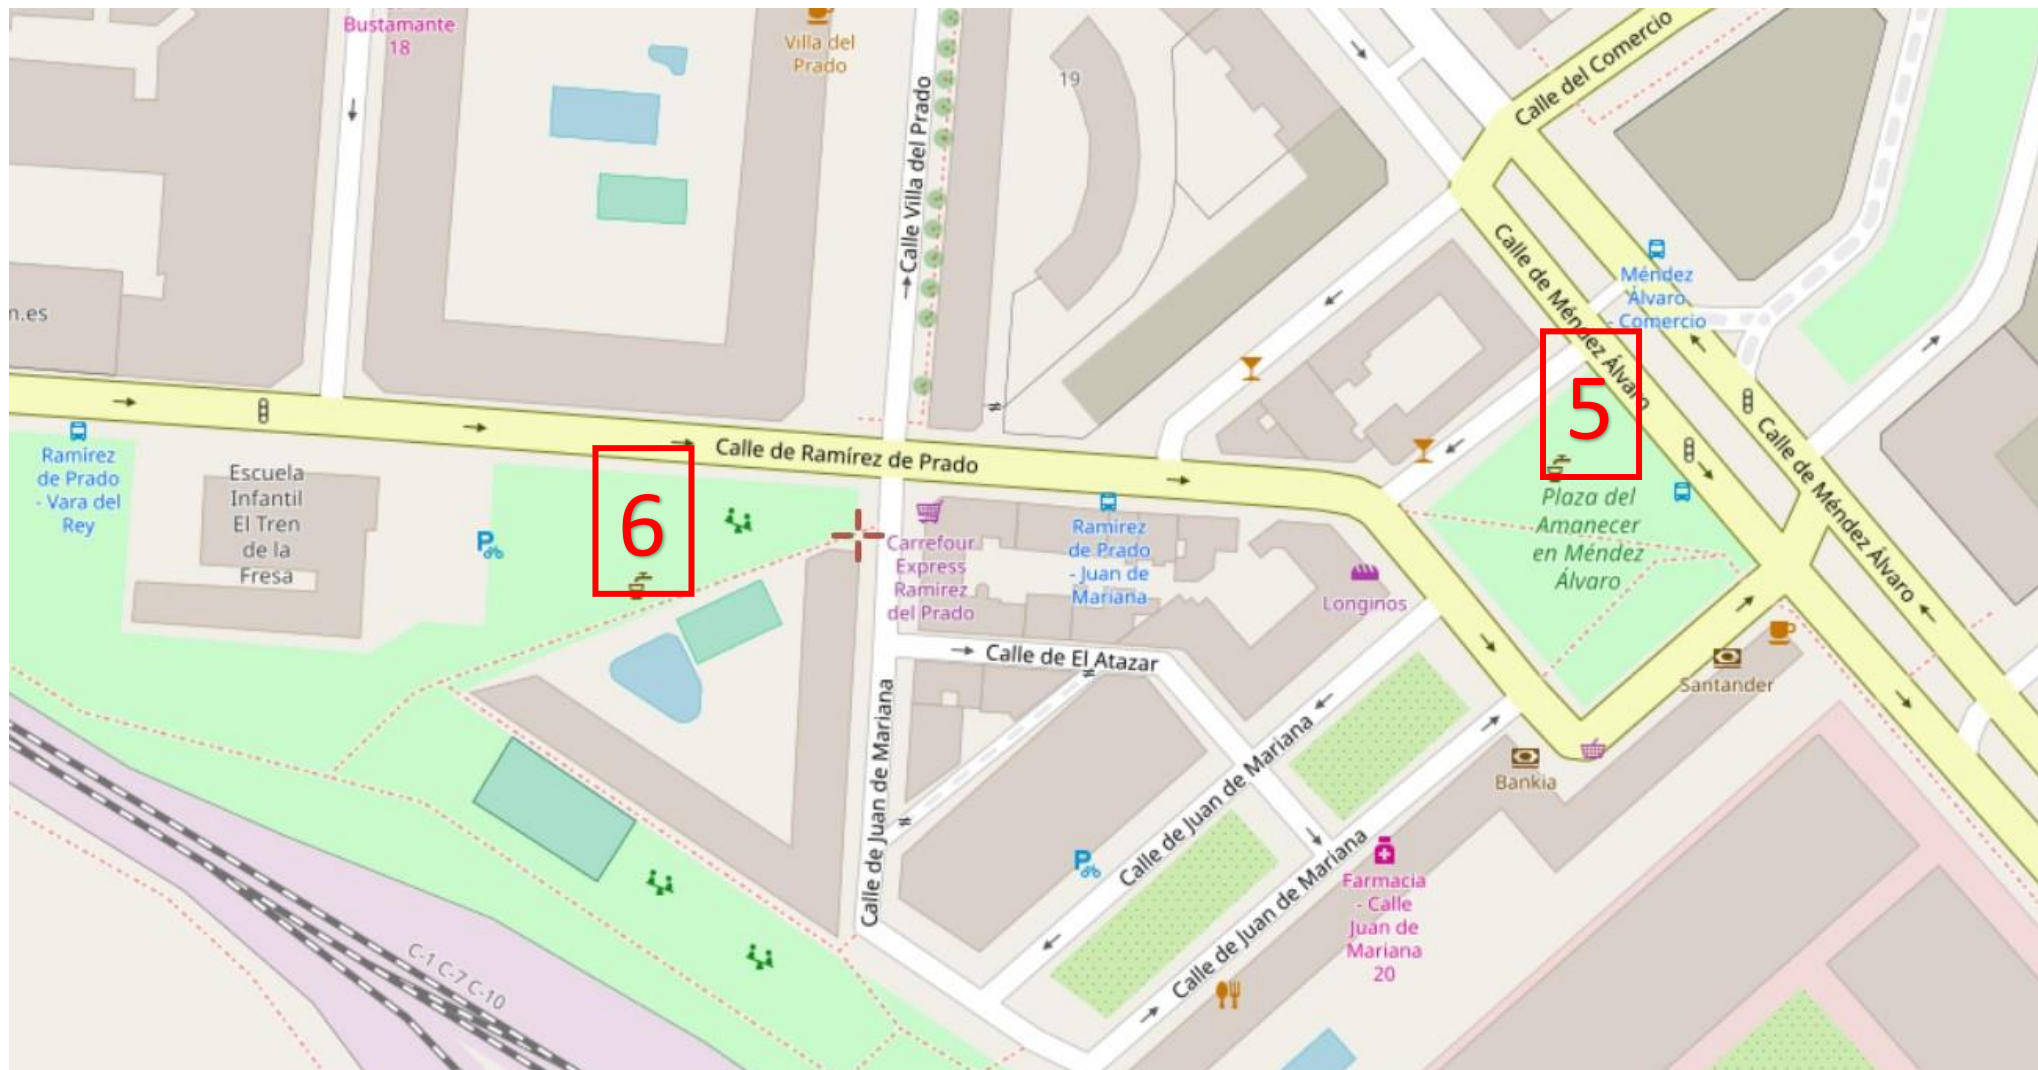 Bustamante
18
Villa del
Prado
19
Calle Villa del Prado
Calle del Comercio
Calle de Méndez Álvaro
Méndez
Álvaro
- Comercio
n.es
5
6
Calle de Ramírez de Prado
Calle de Méndez Álvaro
Ramírez
de Prado
- Vara del
Rey
Escuela
Infantil
El Tren
de la
Fresa
P
Carrefour
Express
Ramírez
del Prado
Ramírez
de Prado
- Juan de
Mariana
Longinos
Plaza del
Amanecer
en Méndez
Álvaro
Calle de El Atazar
Santander
Calle de Juan de Mariana
Calle de Juan de Mariana
Bankia
P
Calle de Juan de Mariana
Farmacia
- Calle
Juan de
Mariana
20
C-1 C-7 C-10